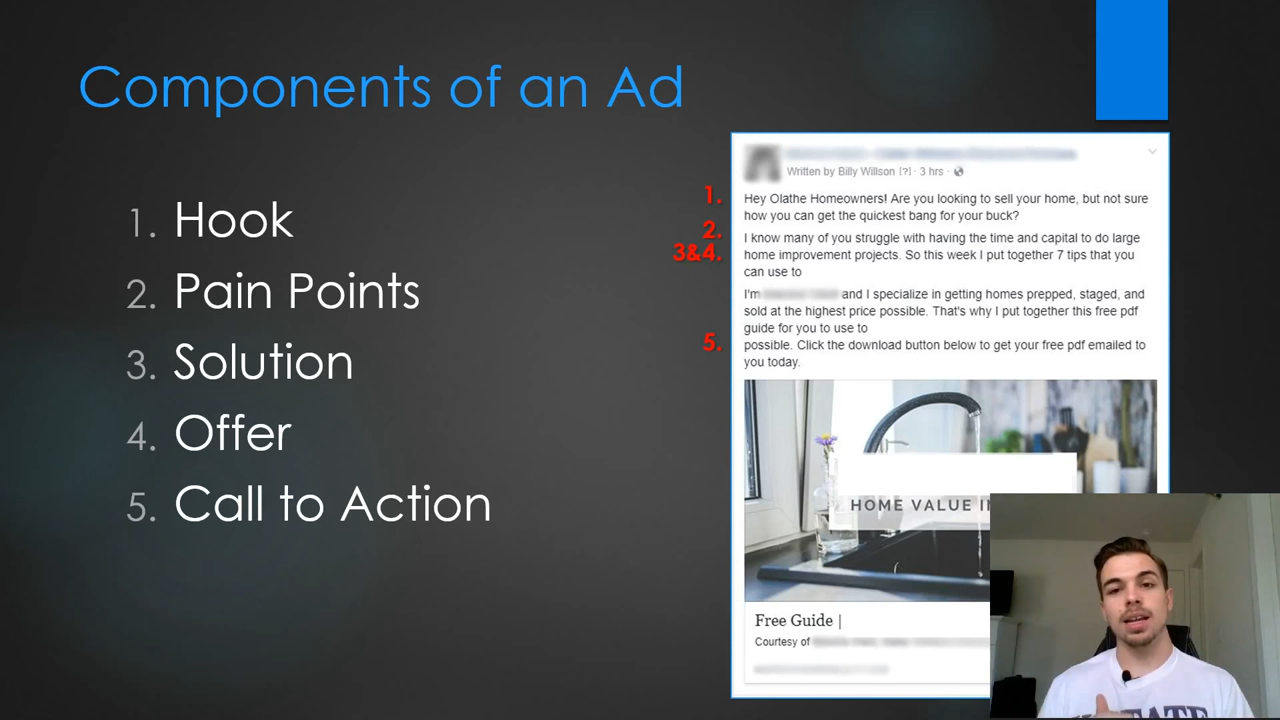 Components of an Ad
1. Hook
2. Pain Points
3. Solution
4. Offer
5. Call to Action
Written by Billy Willson [?] · 3 hrs ·
1.
Hey Olathe Homeowners! Are you looking to sell your home, but not sure
how you can get the quickest bang for your buck?
2.
I know many of you struggle with having the time and capital to do large
3&4.
home improvement projects. So this week I put together 7 tips that you
can use to
I'm and I specialize in getting homes prepped, staged, and
sold at the highest price possible. That's why I put together this free pdf
guide for you to use to
5.
possible. Click the download button below to get your free pdf emailed to
you today.
HOME VALUE
Free Guide |
Courtesy of